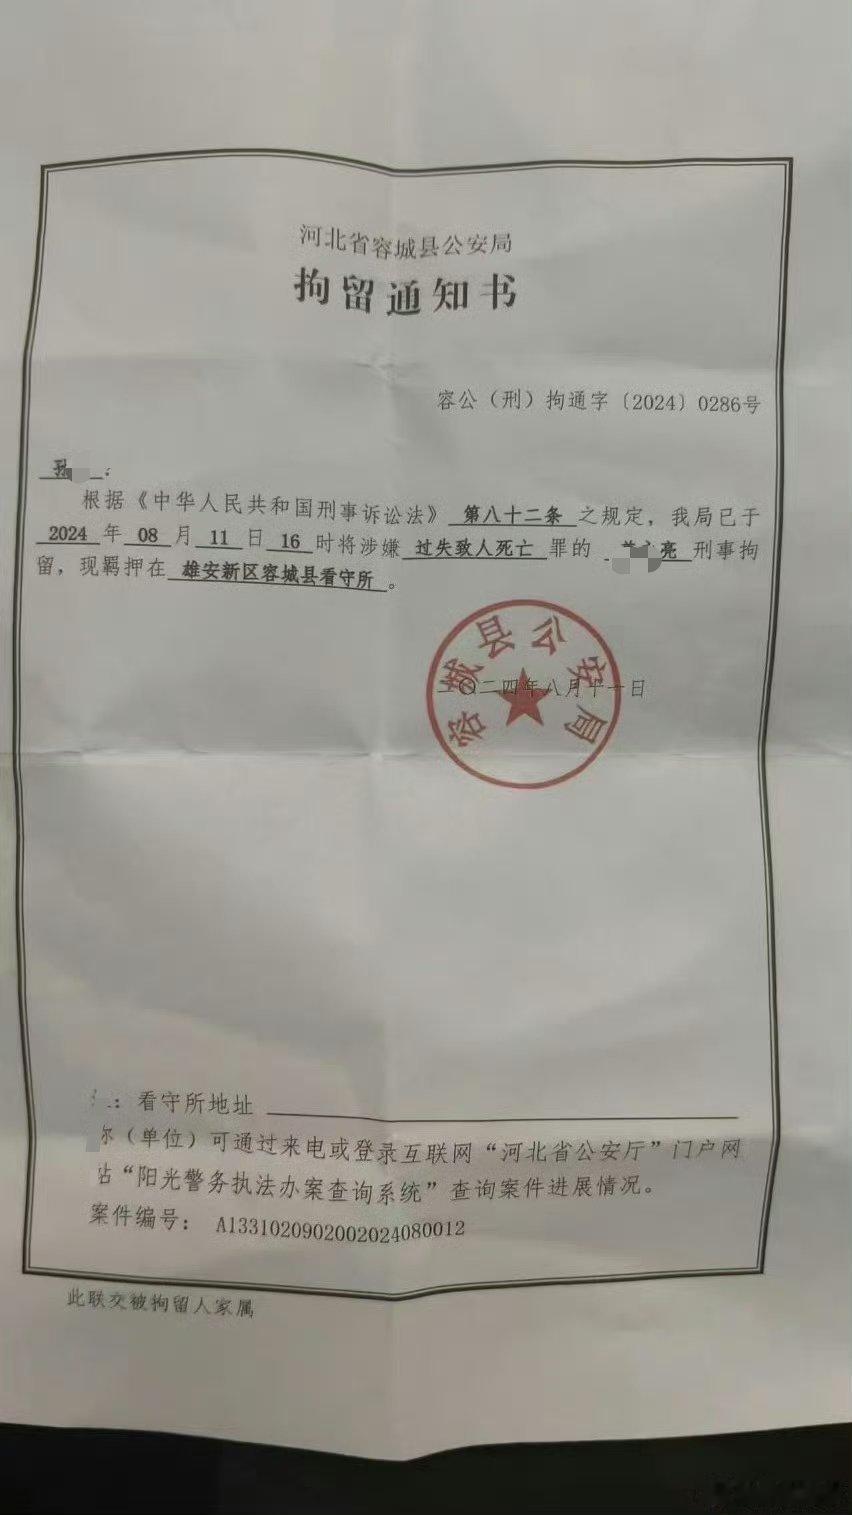 河北省容城县公安局
拘留通知书
容公（刑）拘通字〔2024〕0286号
：
根据《中华人民共和国刑事诉讼法》第八十二条之规定，我局已于
2024年08月11日16时将涉嫌过失致人死亡罪的亮刑事拘
留，现羁押在雄安新区容城县看守所。
容城县公安局
二〇二四年八月十一日
：看守所地址
你（单位）可通过来电或登录互联网“河北省公安厅”门户网
站“阳光警务执法办案查询系统”查询案件进展情况。
案件编号：A1331020902002024080012
此联交被拘留人家属